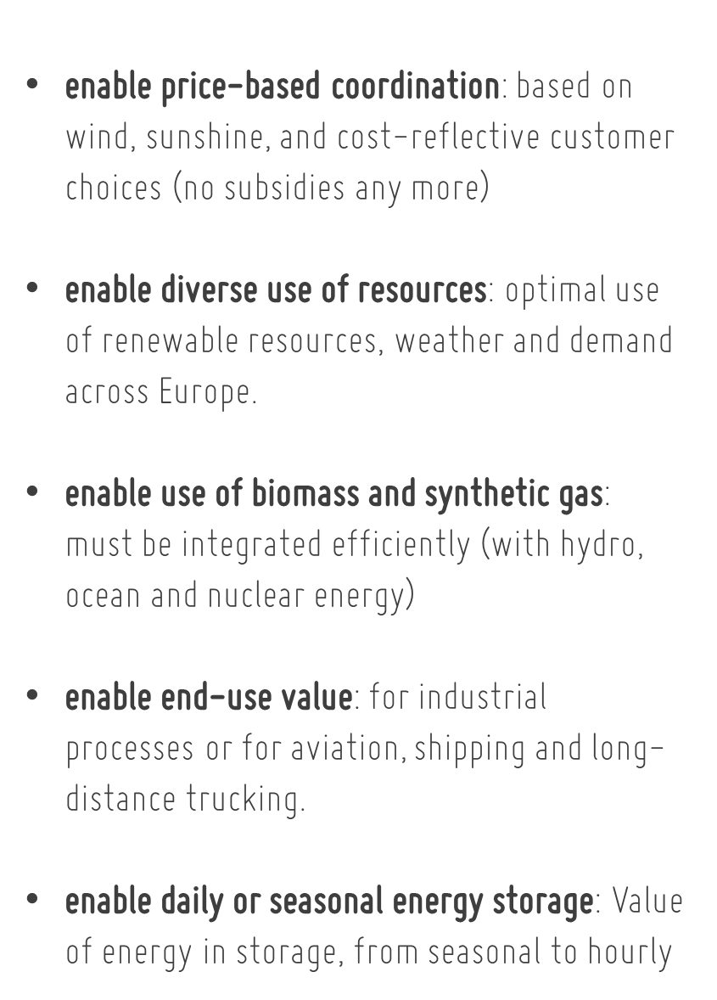 • enable price-based coordination: based on
wind, sunshine, and cost-reflective customer
choices (no subsidies any more)
• enable diverse use of resources: optimal use
of renewable resources, weather and demand
across Europe.
• enable use of biomass and synthetic gas:
must be integrated efficiently (with hydro,
ocean and nuclear energy)
• enable end-use value: for industrial
processes or for aviation, shipping and long-
distance trucking.
• enable daily or seasonal energy storage: Value
of energy in storage, from seasonal to hourly